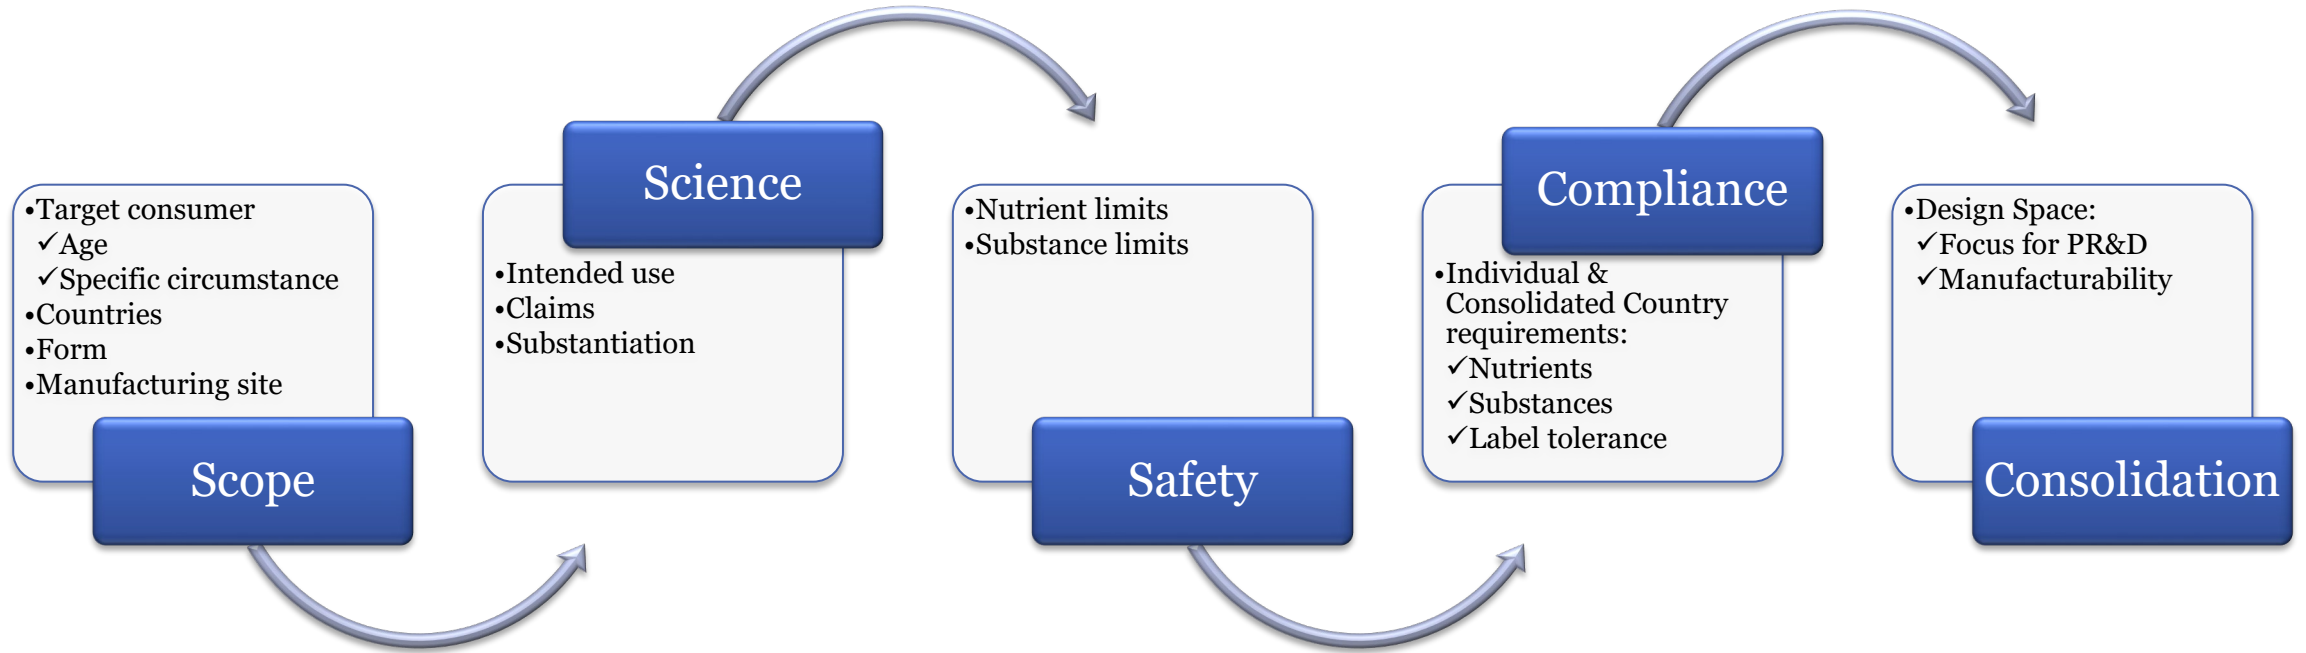 •Target consumer
✓Age
✓Specific circumstance
•Countries
•Form
•Manufacturing site
Scope
Science
•Intended use
•Claims
•Substantiation
•Nutrient limits
•Substance limits
Safety
Compliance
•Individual &
Consolidated Country
requirements:
✓Nutrients
✓Substances
✓Label tolerance
•Design Space:
✓Focus for PR&D
✓Manufacturability
Consolidation